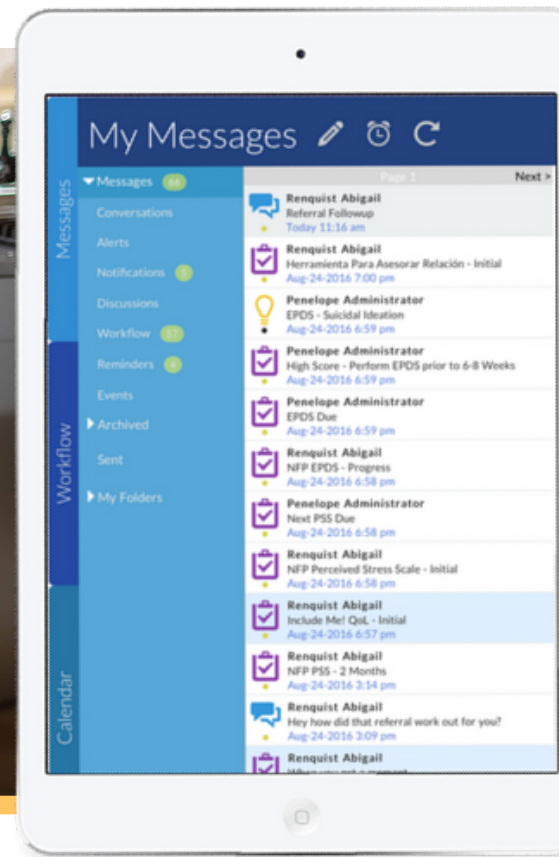 My Messages
Messages
Workflow
Calendar
Messages 66
Conversations
Alerts
Notifications 5
Discussions
Workflow 57
Reminders 4
Events
Archived
Sent
My Folders
Page 1 Next >
Renquist Abigail
Referral Followup
Today 11:16 am
Renquist Abigail
Herramienta Para Asesorar Relación - Initial
Aug-24-2016 7:00 pm
Penelope Administrator
EPDS - Suicidal Ideation
Aug-24-2016 6:59 pm
Penelope Administrator
High Score - Perform EPDS prior to 6-8 Weeks
Aug-24-2016 6:59 pm
Penelope Administrator
EPDS Due
Aug-24-2016 6:59 pm
Renquist Abigail
NFP EPDS - Progress
Aug-24-2016 6:58 pm
Penelope Administrator
Next PSS Due
Aug-24-2016 6:58 pm
Renquist Abigail
NFP Perceived Stress Scale - Initial
Aug-24-2016 6:58 pm
Renquist Abigail
Include Me! QoL - Initial
Aug-24-2016 6:57 pm
Renquist Abigail
NFP PSS - 2 Months
Aug-24-2016 3:14 pm
Renquist Abigail
Hey how did that referral work out for you?
Aug-24-2016 3:09 pm
Renquist Abigail